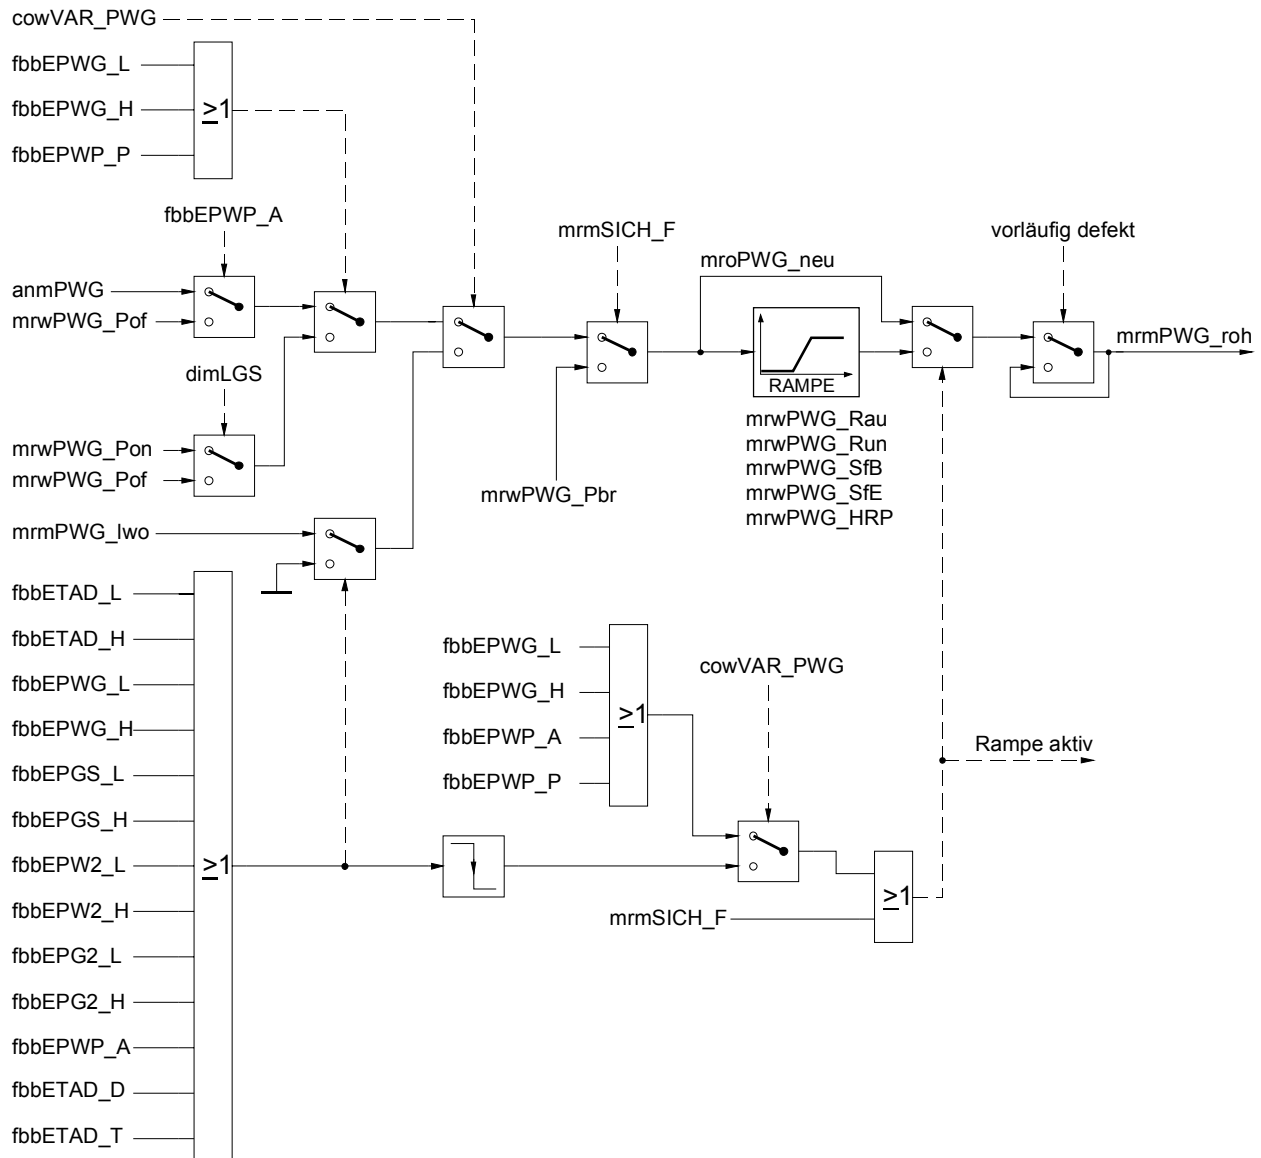 cowVAR_PWG
fbbEPWG_L
fbbEPWG_H
≥1
fbbEPWP_P
fbbEPWP_A
mrmSICH_F
vorläufig defekt
mroPWG_neu
anmPWG
mrwPWG_Pof
mrmPWG_roh
dimLGS
RAMPE
mrwPWG_Rau
mrwPWG_Run
mrwPWG_SfB
mrwPWG_SfE
mrwPWG_HRP
mrwPWG_Pon
mrwPWG_Pof
mrwPWG_Pbr
mrmPWG_lwo
fbbETAD_L
fbbETAD_H
fbbEPWG_L
fbbEPWG_H
fbbEPGS_L
fbbEPGS_H
fbbEPW2_L
≥1
fbbEPW2_H
fbbEPG2_L
fbbEPG2_H
fbbEPWP_A
fbbETAD_D
fbbETAD_T
fbbEPWG_L
fbbEPWG_H
≥1
fbbEPWP_A
fbbEPWP_P
cowVAR_PWG
Rampe aktiv
≥1
mrmSICH_F